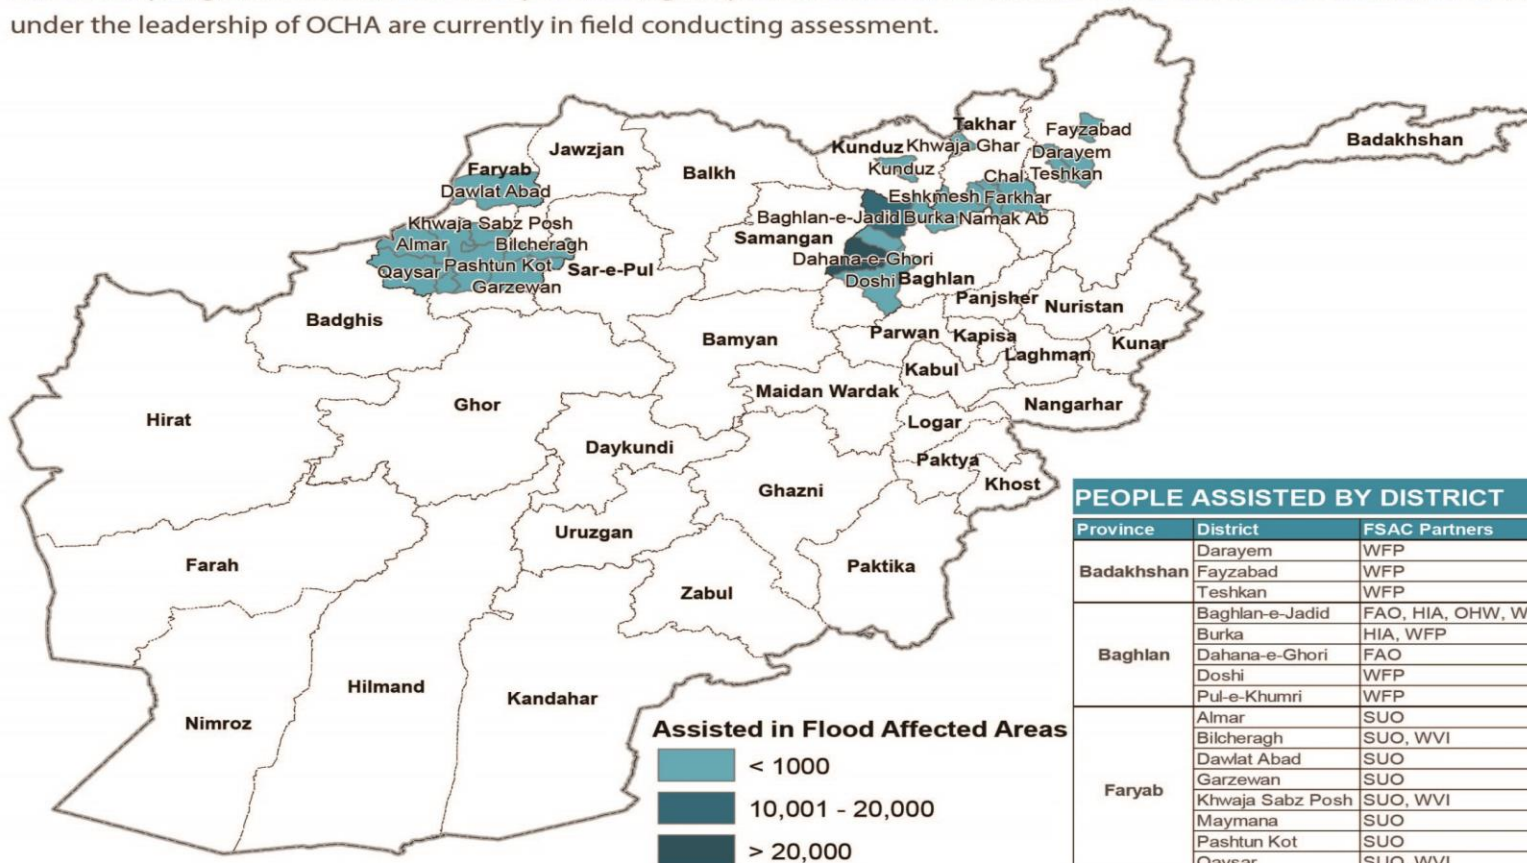 under the leadership of OCHA are currently in field conducting assessment.
Takhar
Fayzabad
Badakhshan
Jawzjan
Kunduz
Khwaja Ghar
Darayem
Faryab
Balkh
Kunduz
Chal
Teshkan
Dawlat Abad
Eshkmesh
Farkhar
Khwaja Sabz Posh
Baghlan-e-Jadid
Burka
Namak Ab
Almar
Bilcheragh
Samangan
Qaysar
Pashtun Kot
Sar-e-Pul
Dahana-e-Ghori
Garzewan
Doshi
Baghlan
Panjsher
Nuristan
Badghis
Bamyan
Parwan
Kapisa
Kunar
Laghman
Kabul
Maidan Wardak
Nangarhar
Hirat
Ghor
Logar
Daykundi
Paktya
Ghazni
Khost
Uruzgan
Farah
Paktika
Zabul
Hilmand
Kandahar
Nimroz
Assisted in Flood Affected Areas
< 1000
10,001 - 20,000
> 20,000
PEOPLE ASSISTED BY DISTRICT
Province District FSAC Partners
Badakhshan
Darayem WFP
Fayzabad WFP
Teshkan WFP
Baghlan
Baghlan-e-Jadid FAO, HIA, OHW, W
Burka HIA, WFP
Dahana-e-Ghori FAO
Doshi WFP
Pul-e-Khumri WFP
Faryab
Almar SUO
Bilcheragh SUO, WVI
Dawlat Abad SUO
Garzewan SUO
Khwaja Sabz Posh SUO, WVI
Maymana SUO
Pashtun Kot SUO
Qaysar SUO, WVI